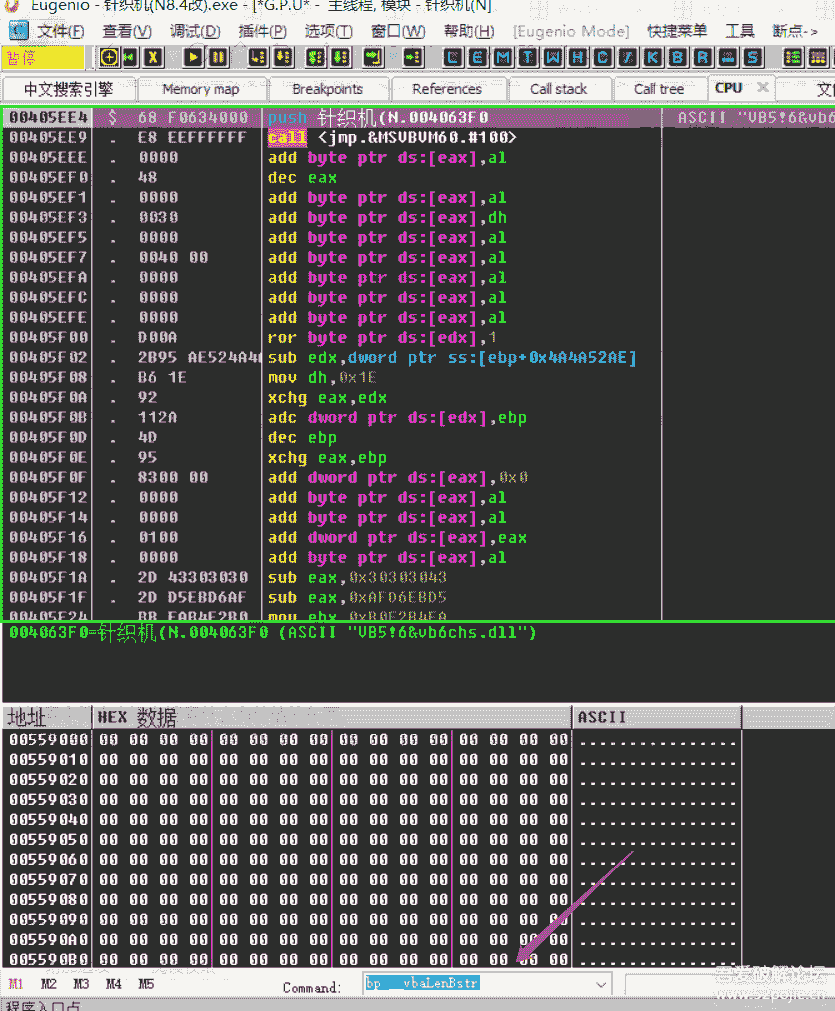 Eugenio - 针织机(N8.4改).exe - [*G.P.U* - 主线程, 模块 - 针织机(N]
文件(F) 查看(V) 调试(D) 插件(P) 选项(T) 窗口(W) 帮助(H) [Eugenio Mode] 快捷菜单 工具 断点->
暂停 L E M T W H C / K B R ... S
中文搜索引擎 Memory map Breakpoints References Call stack Call tree CPU
00405EE4 $ 68 F0634000 push 针织机(N.004063F0 ASCII "VB5!6&vb
00405EE9 . E8 EEFFFFFF call <jmp.&MSVBVM60.#100>
00405EEE . 0000 add byte ptr ds:[eax],al
00405EF0 . 48 dec eax
00405EF1 . 0000 add byte ptr ds:[eax],al
00405EF3 . 0030 add byte ptr ds:[eax],dh
00405EF5 . 0000 add byte ptr ds:[eax],al
00405EF7 . 0040 00 add byte ptr ds:[eax],al
00405EFA . 0000 add byte ptr ds:[eax],al
00405EFC . 0000 add byte ptr ds:[eax],al
00405EFE . 0000 add byte ptr ds:[eax],al
00405F00 . D00A ror byte ptr ds:[edx],1
00405F02 . 2B95 AE524A4 sub edx,dword ptr ss:[ebp+0x4A4A52AE]
00405F08 . B6 1E mov dh,0x1E
00405F0A . 92 xchg eax,edx
00405F0B . 112A adc dword ptr ds:[edx],ebp
00405F0D . 4D dec ebp
00405F0E . 95 xchg eax,ebp
00405F0F . 8300 00 add dword ptr ds:[eax],0x0
00405F12 . 0000 add byte ptr ds:[eax],al
00405F14 . 0000 add byte ptr ds:[eax],al
00405F16 . 0100 add dword ptr ds:[eax],eax
00405F18 . 0000 add byte ptr ds:[eax],al
00405F1A . 2D 43303030 sub eax,0x30303043
00405F1F . 2D D5EBD6AF sub eax,0xAFD6EBD5
00405F24 . BB FAB4E2B0 mov ebx,0xB0E2B4FA
004063F0=针织机(N.004063F0 (ASCII "VB5!6&vb6chs.dll")
地址 HEX 数据 ASCII
00559000 00 00 00 00 00 00 00 00 00 00 00 00 00 00 00 00 ................
00559010 00 00 00 00 00 00 00 00 00 00 00 00 00 00 00 00 ................
00559020 00 00 00 00 00 00 00 00 00 00 00 00 00 00 00 00 ................
00559030 00 00 00 00 00 00 00 00 00 00 00 00 00 00 00 00 ................
00559040 00 00 00 00 00 00 00 00 00 00 00 00 00 00 00 00 ................
00559050 00 00 00 00 00 00 00 00 00 00 00 00 00 00 00 00 ................
00559060 00 00 00 00 00 00 00 00 00 00 00 00 00 00 00 00 ................
00559070 00 00 00 00 00 00 00 00 00 00 00 00 00 00 00 00 ................
00559080 00 00 00 00 00 00 00 00 00 00 00 00 00 00 00 00 ................
00559090 00 00 00 00 00 00 00 00 00 00 00 00 00 00 00 00 ................
005590A0 00 00 00 00 00 00 00 00 00 00 00 00 00 00 00 00 ................
005590B0 00 00 00 00 00 00 00 00 00 00 00 00 00 00 00 00 ................
M1 M2 M3 M4 M5 Command: bp __vbaLenBstr
吾爱破解论坛
www.52pojie.cn
程序入口点